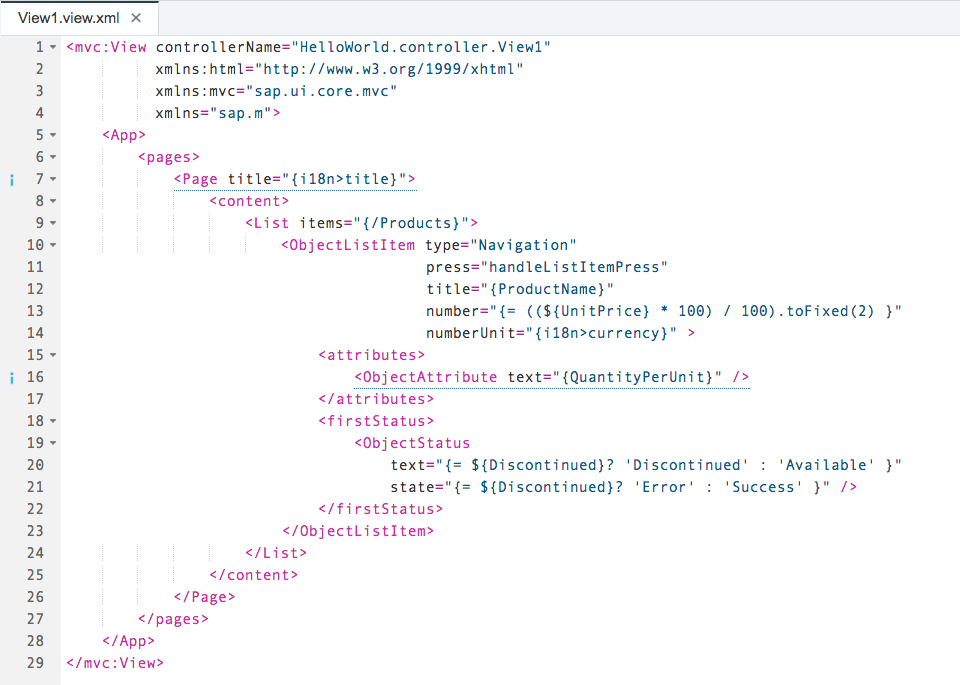 View1.view.xml ×
1 <mvc:View controllerName="HelloWorld.controller.View1"
2 xmlns:html="http://www.w3.org/1999/xhtml"
3 xmlns:mvc="sap.ui.core.mvc"
4 xmlns="sap.m">
5 <App>
6 <pages>
i 7 <Page title="{i18n>title}">
8 <content>
9 <List items="{/Products}">
10 <ObjectListItem type="Navigation"
11 press="handleListItemPress"
12 title="{ProductName}"
13 number="{= ((${UnitPrice} * 100) / 100).toFixed(2) }"
14 numberUnit="{i18n>currency}" >
15 <attributes>
i 16 <ObjectAttribute text="{QuantityPerUnit}" />
17 </attributes>
18 <firstStatus>
19 <ObjectStatus
20 text="{= ${Discontinued}? 'Discontinued' : 'Available' }"
21 state="{= ${Discontinued}? 'Error' : 'Success' }" />
22 </firstStatus>
23 </ObjectListItem>
24 </List>
25 </content>
26 </Page>
27 </pages>
28 </App>
29 </mvc:View>